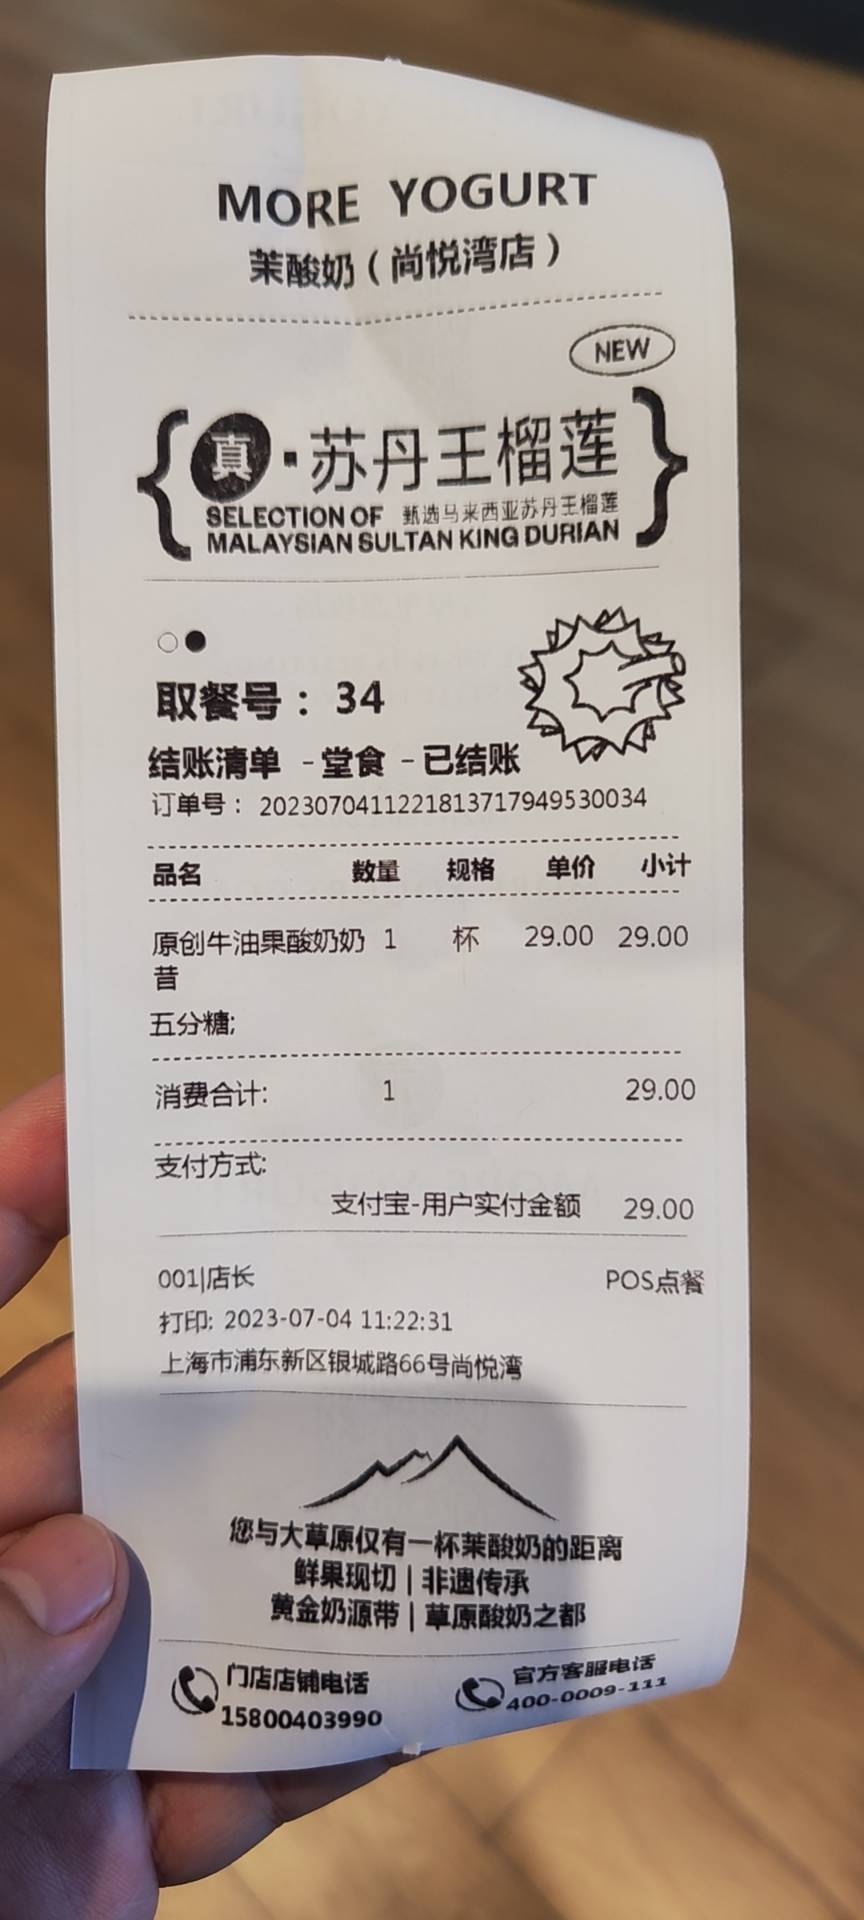 MORE YOGURT
茉酸奶（尚悦湾店）
NEW
真·苏丹王榴莲
SELECTION OF 甄选马来西亚苏丹王榴莲
MALAYSIAN SULTAN KING DURIAN
取餐号：34
结账清单 -堂食 -已结账
订单号：20230704112218137179495300​34
品名 数量 规格 单价 小计
原创牛油果酸奶奶 1 杯 29.00 29.00
昔
五分糖;
消费合计: 1 29.00
支付方式:
支付宝-用户实付金额 29.00
001|店长 POS点餐
打印: 2023-07-04 11:22:31
上海市浦东新区银城路66号尚悦湾
您与大草原仅有一杯茉酸奶的距离
鲜果现切 | 非遗传承
黄金奶源带 | 草原酸奶之都
门店店铺电话
15800403990
官方客服电话
400-0009-111